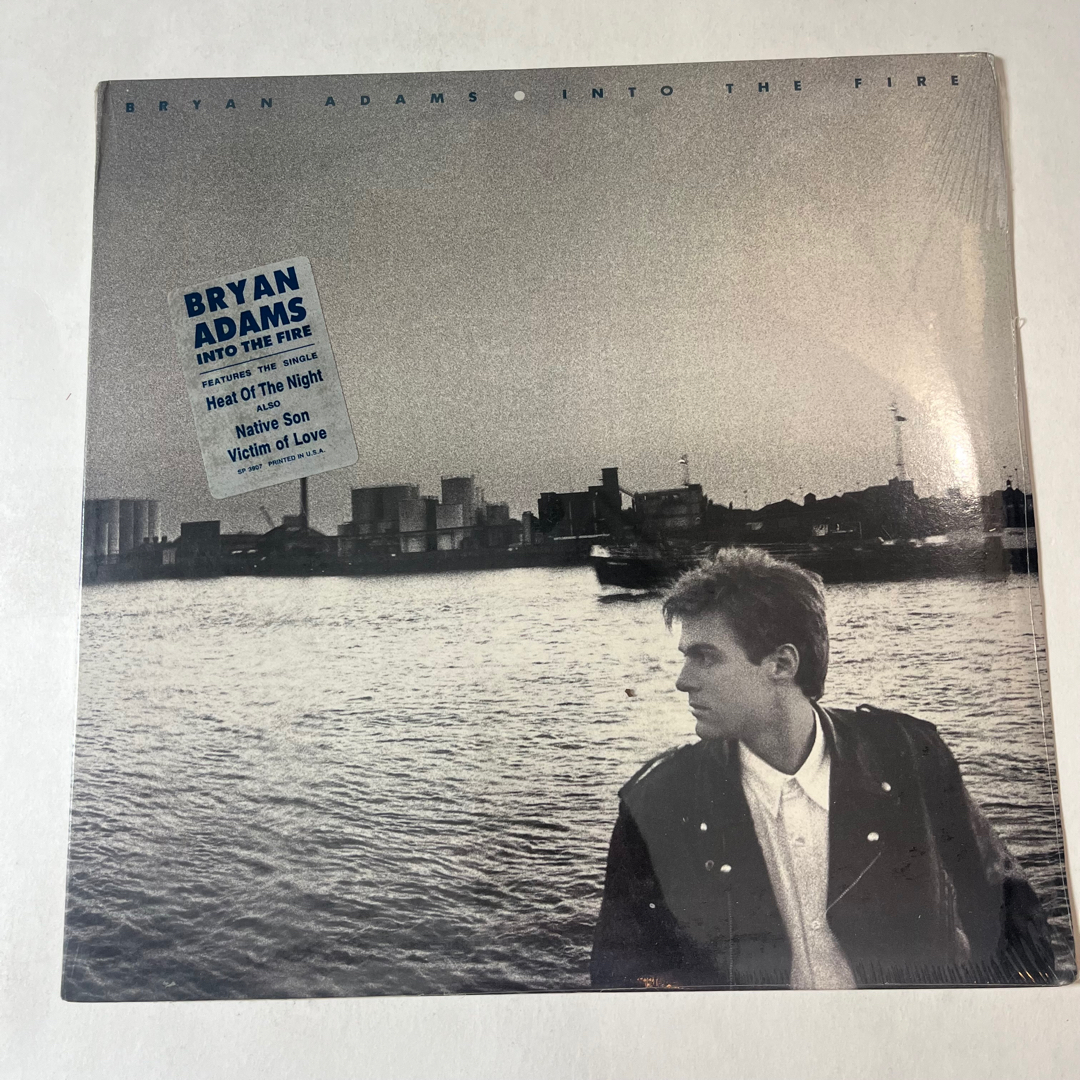 BRYAN ADAMS • INTO THE FIRE
BRYAN
ADAMS
INTO THE FIRE
FEATURES THE SINGLE
Heat Of The Night
ALSO
Native Son
Victim of Love
SP 3907 PRINTED IN U.S.A.